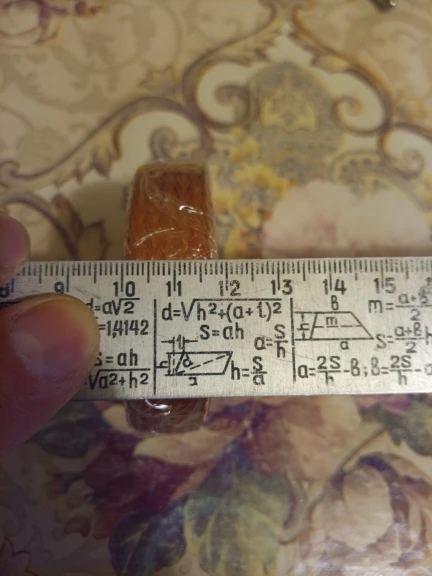 9 10 11 12 13 14 15
d=a√2
=1,4142
S=ah
√a²+h²
d=√h²+(a+l)²
S=ah
a=S/h
h=S/a
a
в
m
h
a
m=a+в/2
S=a+в/2 h
a=2S/h-в; в=2S/h-a